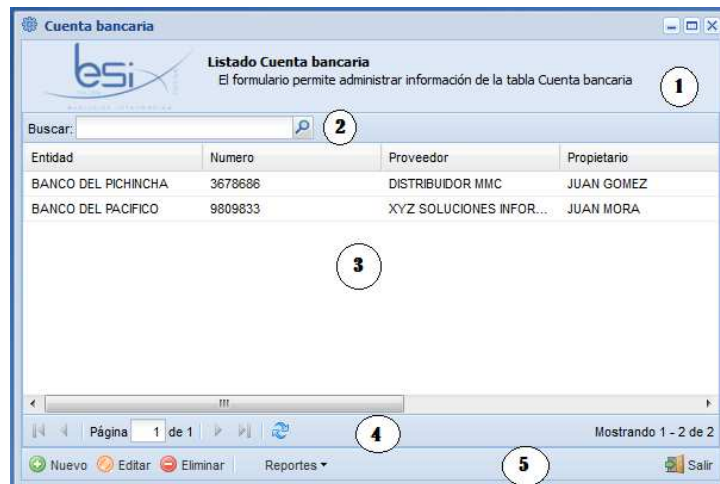 Cuenta bancaria
besi
Listado Cuenta bancaria
El formulario permite administrar información de la tabla Cuenta bancaria
1
Buscar:
2
Entidad Numero Proveedor Propietario
BANCO DEL PICHINCHA 3678686 DISTRIBUIDOR MMC JUAN GOMEZ
BANCO DEL PACIFICO 9809833 XYZ SOLUCIONES INFOR... JUAN MORA
3
Página 1 de 1 4 Mostrando 1 - 2 de 2
Nuevo Editar Eliminar Reportes 5 Salir